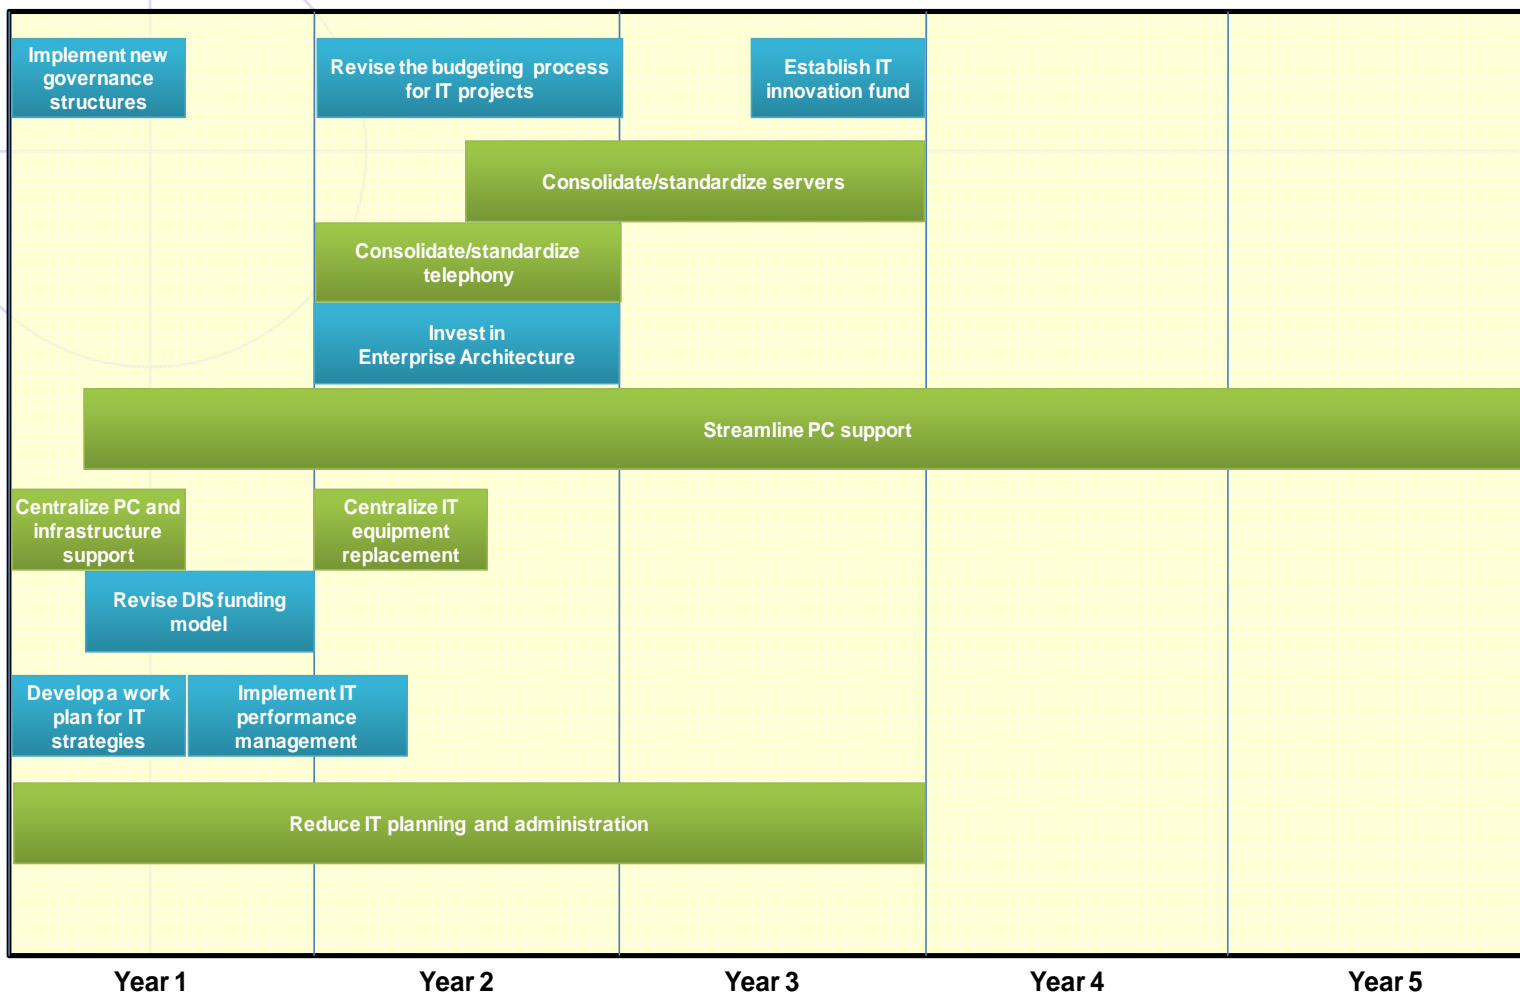 Implement new
governance
structures
Revise the budgeting process
for IT projects
Establish IT
innovation fund
Consolidate/standardize servers
Consolidate/standardize
telephony
Invest in
Enterprise Architecture
Streamline PC support
Centralize PC and
infrastructure
support
Centralize IT
equipment
replacement
Revise DIS funding
model
Develop a work
plan for IT
strategies
Implement IT
performance
management
Reduce IT planning and administration
Year 1 Year 2 Year 3 Year 4 Year 5